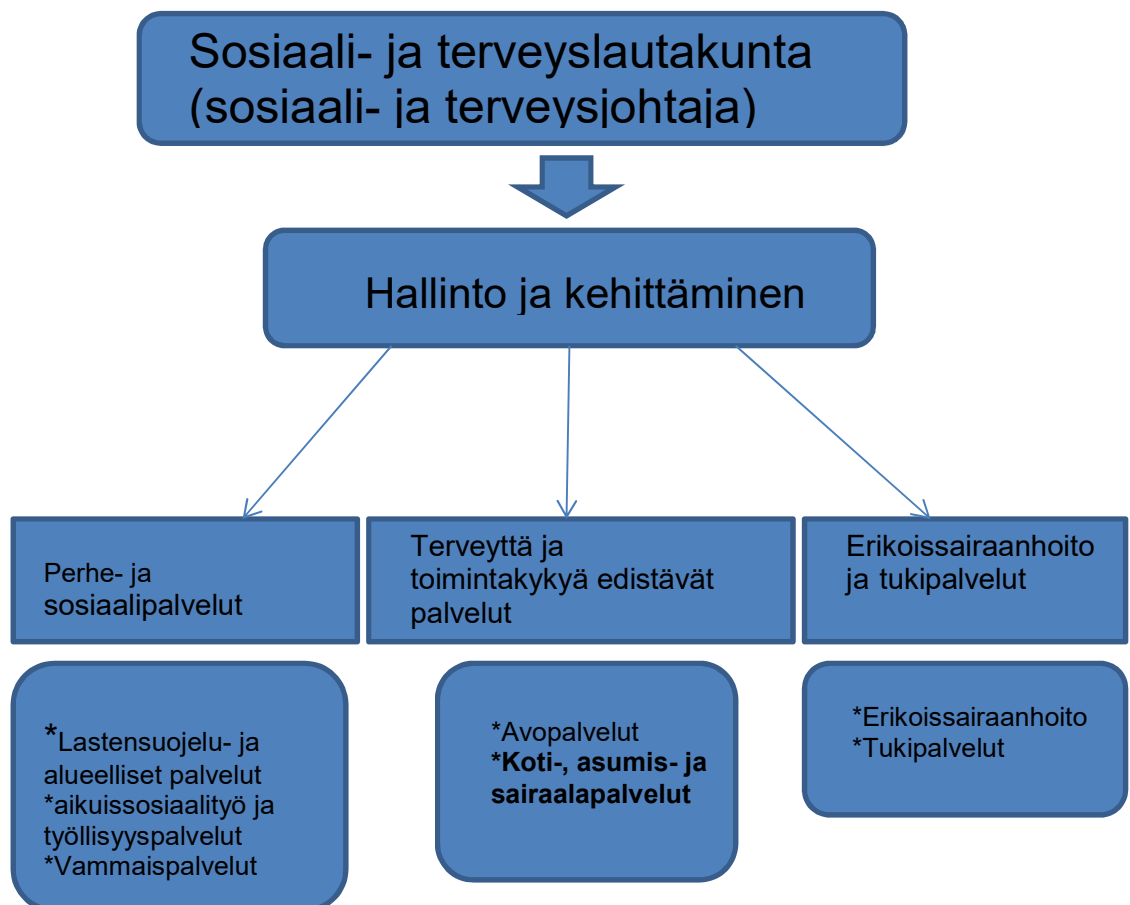 Sosiaali- ja terveyslautakunta
(sosiaali- ja terveysjohtaja)
Hallinto ja kehittäminen
Perhe- ja
sosiaalipalvelut
Terveyttä ja
toimintakykyä edistävät
palvelut
Erikoissairaanhoito
ja tukipalvelut
*Lastensuojelu- ja
alueelliset palvelut
*aikuissosiaalityö ja
työllisyyspalvelut
*Vammaispalvelut
*Avopalvelut
*Koti-, asumis- ja
sairaalapalvelut
*Erikoissairaanhoito
*Tukipalvelut